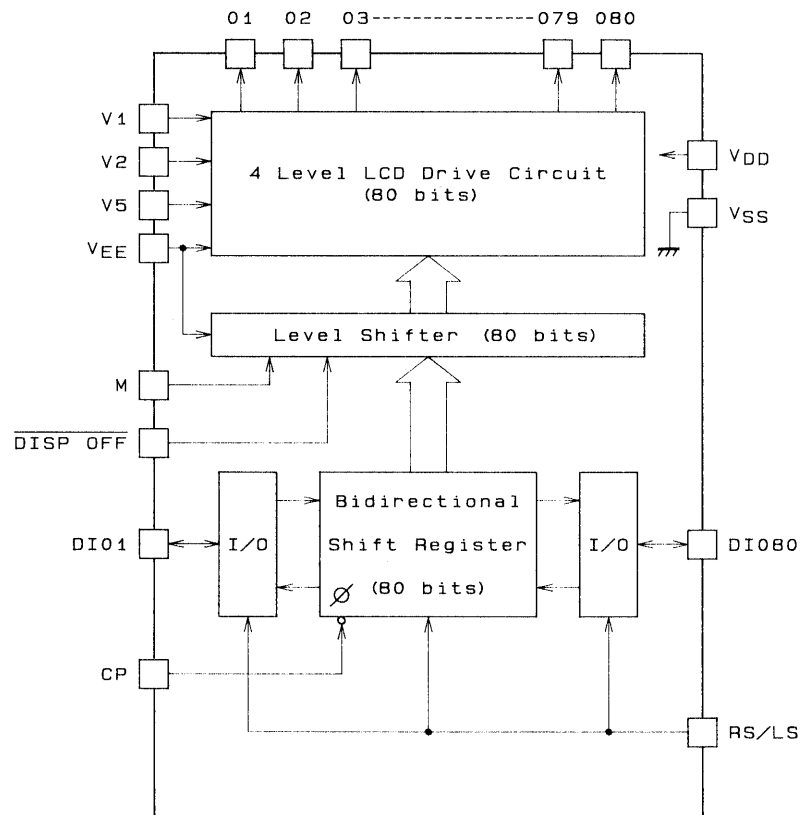 O1 O2 O3 O79 O80
V1
V2
V5
VEE
4 Level LCD Drive Circuit
(80 bits)
VDD
VSS
Level Shifter (80 bits)
M
DISP OFF
DIO1
I/O
Bidirectional
Shift Register
(80 bits)
Ø
I/O
DIO80
CP
RS/LS